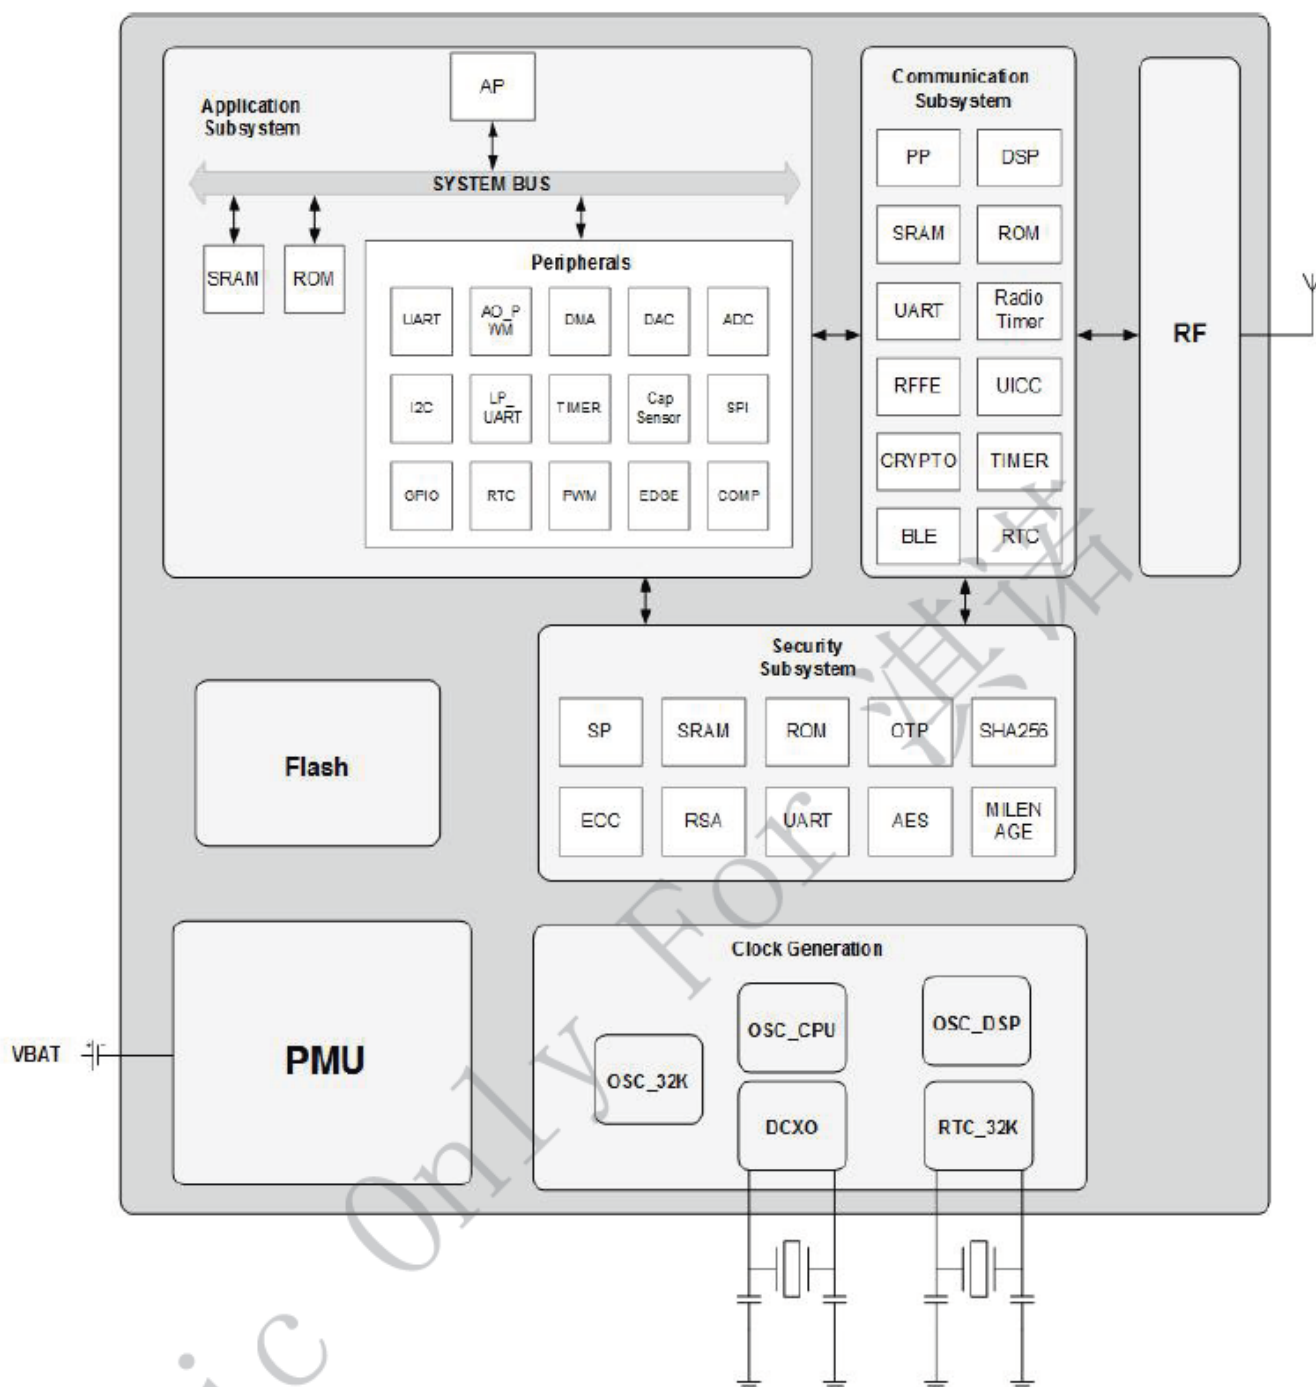 Application
Subsystem
AP
SYSTEM BUS
SRAM
ROM
Peripherals
UART
AO_P
WM
DMA
DAC
ADC
I2C
LP_
UART
TIMER
Cap
Sensor
SPI
GPIO
RTC
PWM
EDGE
COMP
Communication
Subsystem
PP
DSP
SRAM
ROM
UART
Radio
Timer
RFFE
UICC
CRYPTO
TIMER
BLE
RTC
RF
Security
Subsystem
SP
SRAM
ROM
OTP
SHA256
ECC
RSA
UART
AES
MILEN
AGE
Flash
PMU
VBAT
Clock Generation
OSC_32K
OSC_CPU
OSC_DSP
DCXO
RTC_32K
ic Only For 淇诺